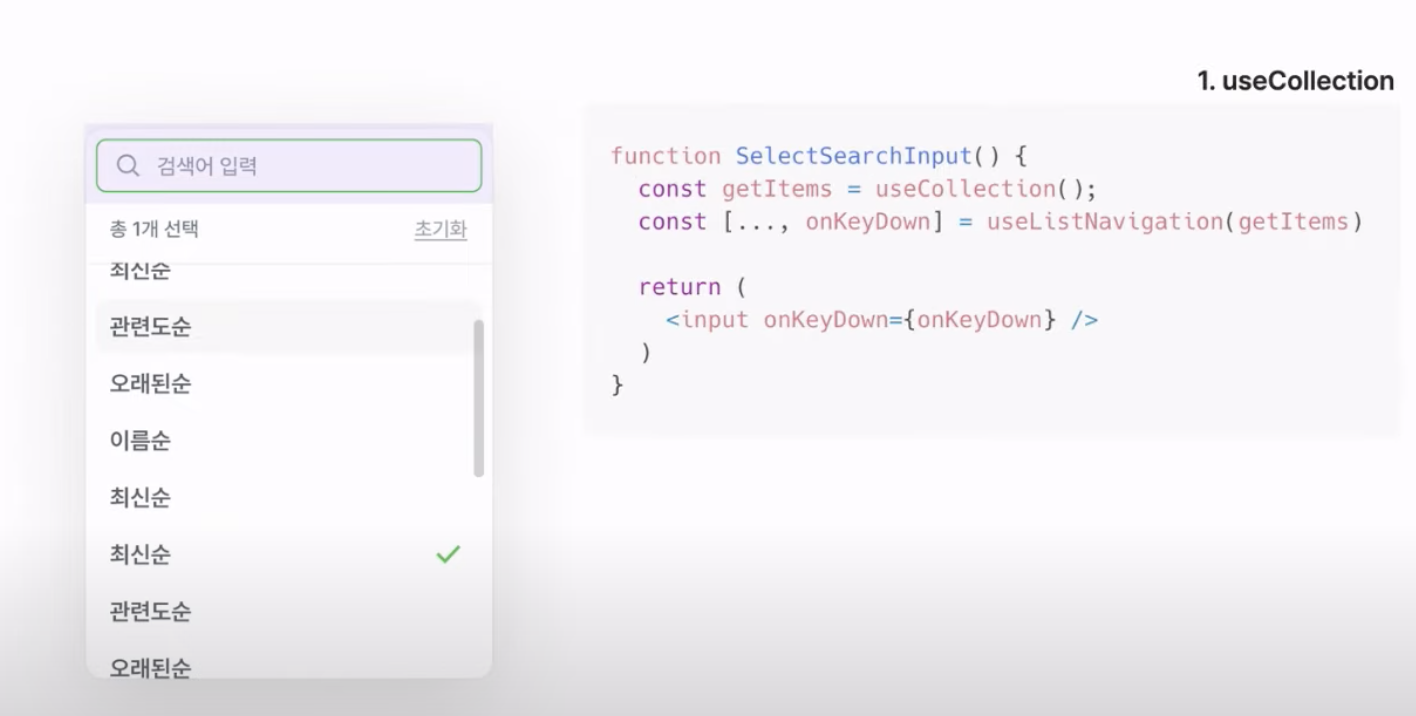 1. useCollection
검색어 입력
총 1개 선택 초기화
최신순
관련도순
오래된순
이름순
최신순
최신순
관련도순
오래된순
function SelectSearchInput() {
  const getItems = useCollection();
  const [..., onKeyDown] = useListNavigation(getItems)

  return (
    <input onKeyDown={onKeyDown} />
  )
}